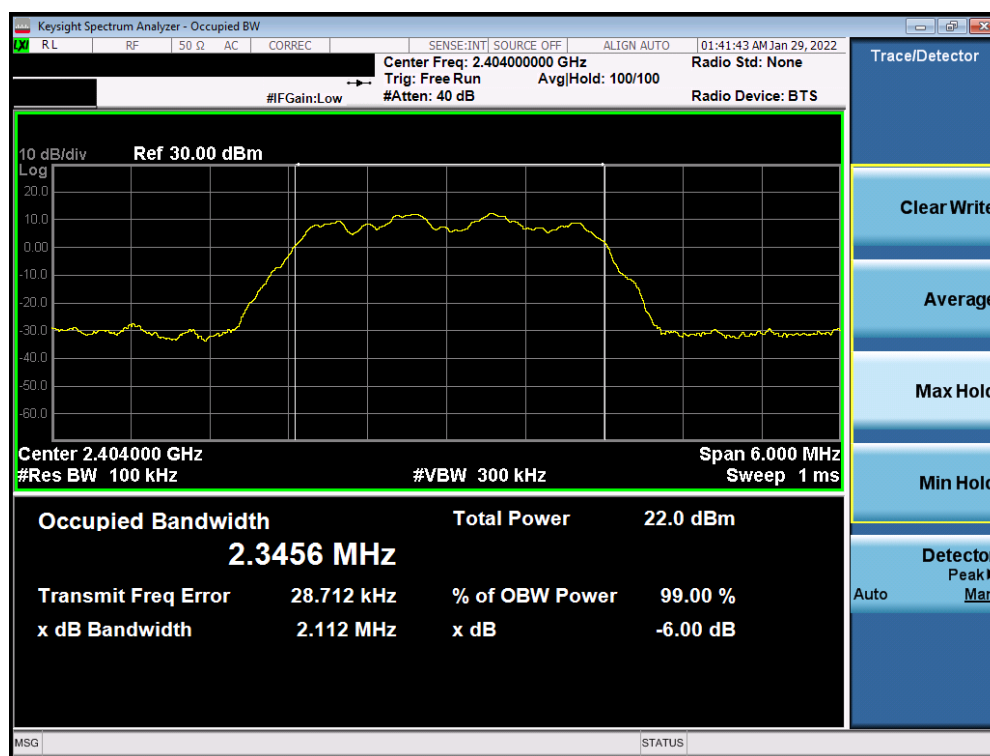 Keysight Spectrum Analyzer - Occupied BW
LXI RL RF 50 Ω AC CORREC SENSE:INT SOURCE OFF ALIGN AUTO 01:41:43 AM Jan 29, 2022
Center Freq: 2.404000000 GHz Radio Std: None
Trig: Free Run Avg|Hold: 100/100
#IFGain:Low #Atten: 40 dB Radio Device: BTS
Trace/Detector
10 dB/div Ref 30.00 dBm
Log
20.0
10.0
0.00
-10.0
-20.0
-30.0
-40.0
-50.0
-60.0
Center 2.404000 GHz Span 6.000 MHz
#Res BW 100 kHz #VBW 300 kHz Sweep 1 ms
Occupied Bandwidth Total Power 22.0 dBm
2.3456 MHz
Transmit Freq Error 28.712 kHz % of OBW Power 99.00 %
x dB Bandwidth 2.112 MHz x dB -6.00 dB
Clear Write
Average
Max Hold
Min Hold
Detector
Peak
Auto Man
MSG STATUS